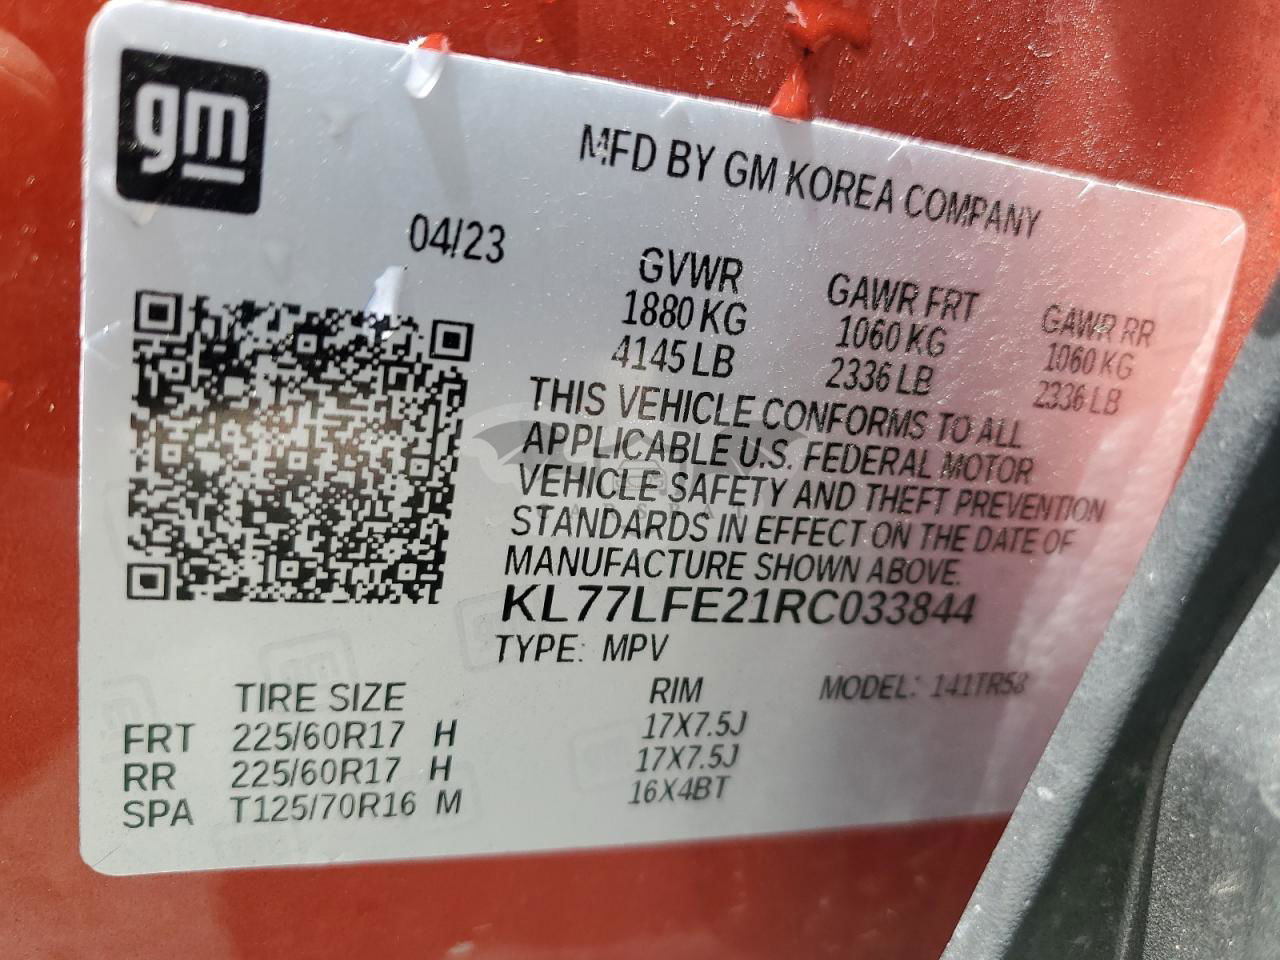 gm
MFD BY GM KOREA COMPANY
04/23
GVWR GAWR FRT GAWR RR
1880 KG 1060 KG 1060 KG
4145 LB 2336 LB 2336 LB
THIS VEHICLE CONFORMS TO ALL
APPLICABLE U.S. FEDERAL MOTOR
VEHICLE SAFETY AND THEFT PREVENTION
STANDARDS IN EFFECT ON THE DATE OF
MANUFACTURE SHOWN ABOVE.
KL77LFE21RC033844
TYPE: MPV
TIRE SIZE RIM MODEL: 141TR58
FRT 225/60R17 H 17X7.5J
RR 225/60R17 H 17X7.5J
SPA T125/70R16 M 16X4BT